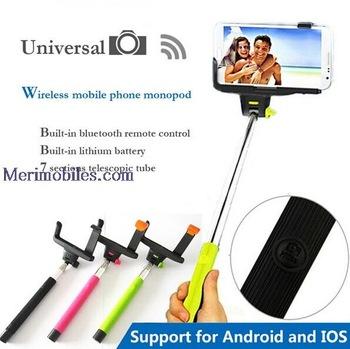 Universal
Wireless mobile phone monopod
Built-in bluetooth remote control
Built-in lithium battery
-7 sections telescopic tube
Merimobiles.com
Support for Android and IOS